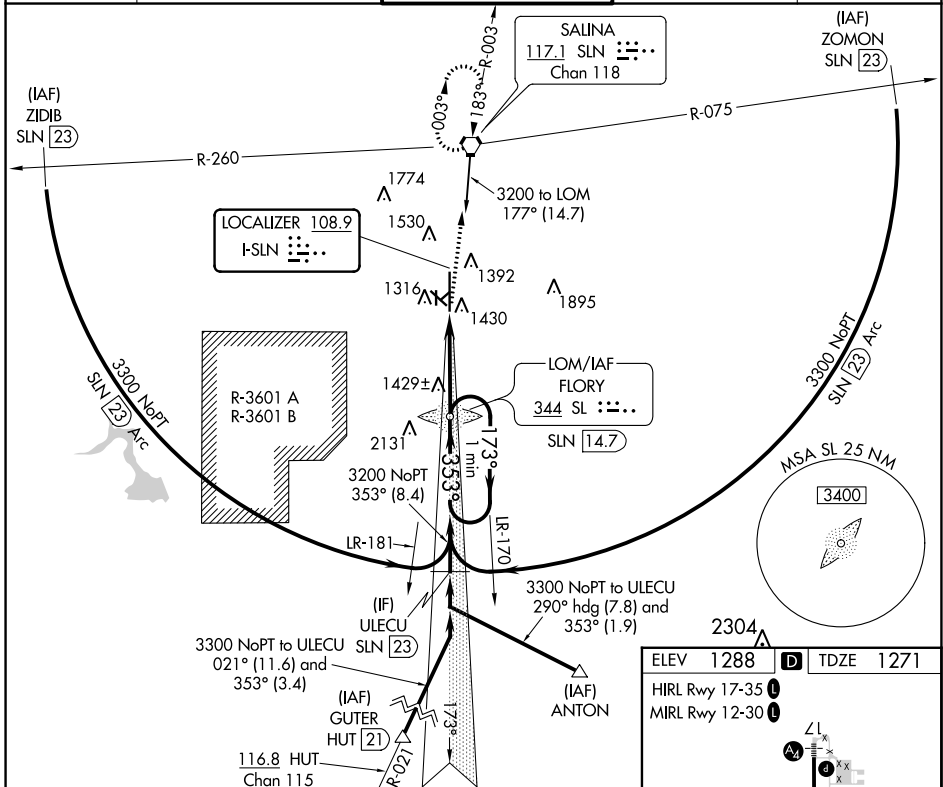 SALINA
117.1 SLN
Chan 118
R-003
183°
003°
(IAF)
ZOMON
SLN 23
(IAF)
ZIDIB
SLN 23
R-075
R-260
1774
1530
3200 to LOM
177° (14.7)
LOCALIZER 108.9
I-SLN
1392
1316
1430
1895
3300 NoPT
SLN 23 Arc
3300 NoPT
SLN 23 Arc
R-3601 A
R-3601 B
1429±
2131
LOM/IAF
FLORY
344 SL
SLN 14.7
173°
1 min
353°
3200 NoPT
353° (8.4)
MSA SL 25 NM
3400
LR-181
LR-170
(IF)
ULECU
SLN 23
3300 NoPT to ULECU
290° hdg (7.8) and
353° (1.9)
3300 NoPT to ULECU
021° (11.6) and
353° (3.4)
(IAF)
ANTON
(IAF)
GUTER
HUT 21
116.8 HUT
Chan 115
R-021
173°
2304
ELEV 1288 D TDZE 1271
HIRL Rwy 17-35 L
MIRL Rwy 12-30 L
17
A4
P
X
X
X
X